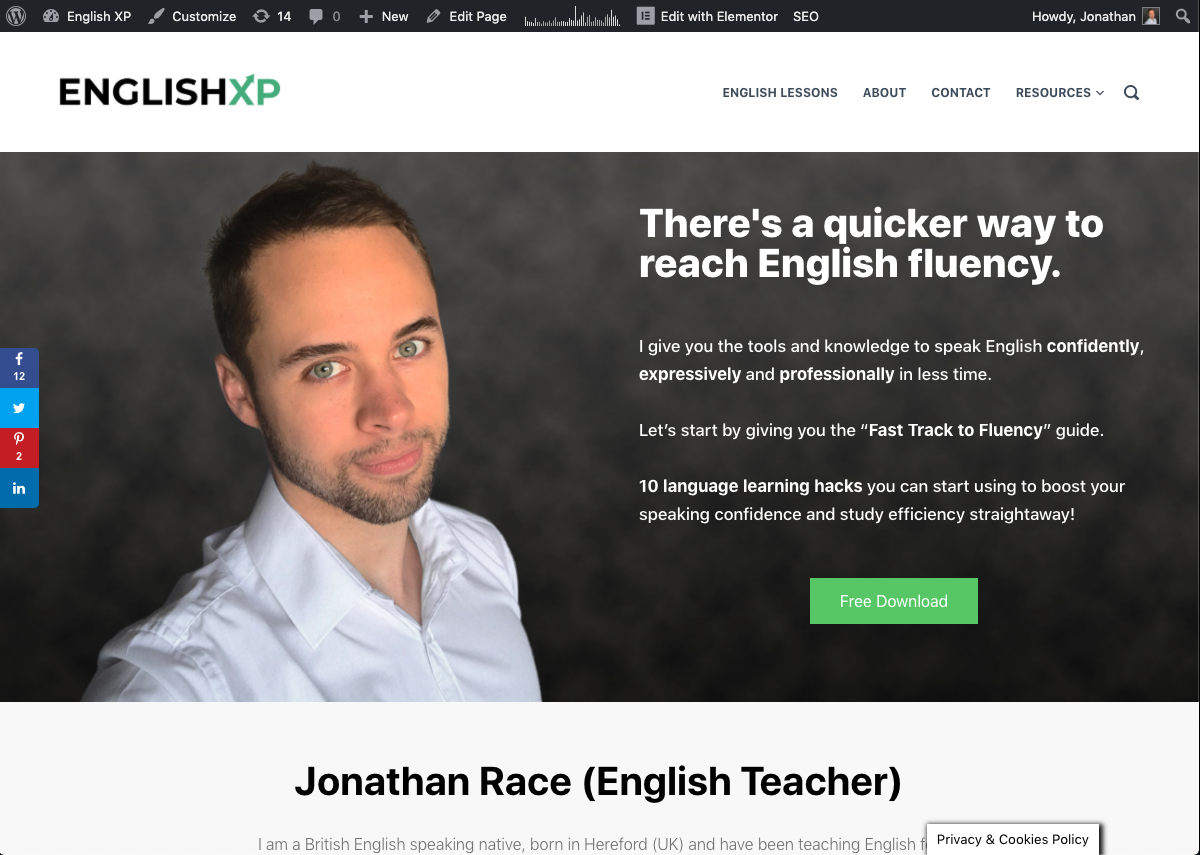 English XP Customize 14 0 New Edit Page Edit with Elementor SEO Howdy, Jonathan
ENGLISHXP
ENGLISH LESSONS ABOUT CONTACT RESOURCES
There's a quicker way to
reach English fluency.
I give you the tools and knowledge to speak English confidently,
expressively and professionally in less time.
Let’s start by giving you the “Fast Track to Fluency” guide.
10 language learning hacks you can start using to boost your
speaking confidence and study efficiency straightaway!
12
2
Free Download
Jonathan Race (English Teacher)
I am a British English speaking native, born in Hereford (UK) and have been teaching English
Privacy & Cookies Policy